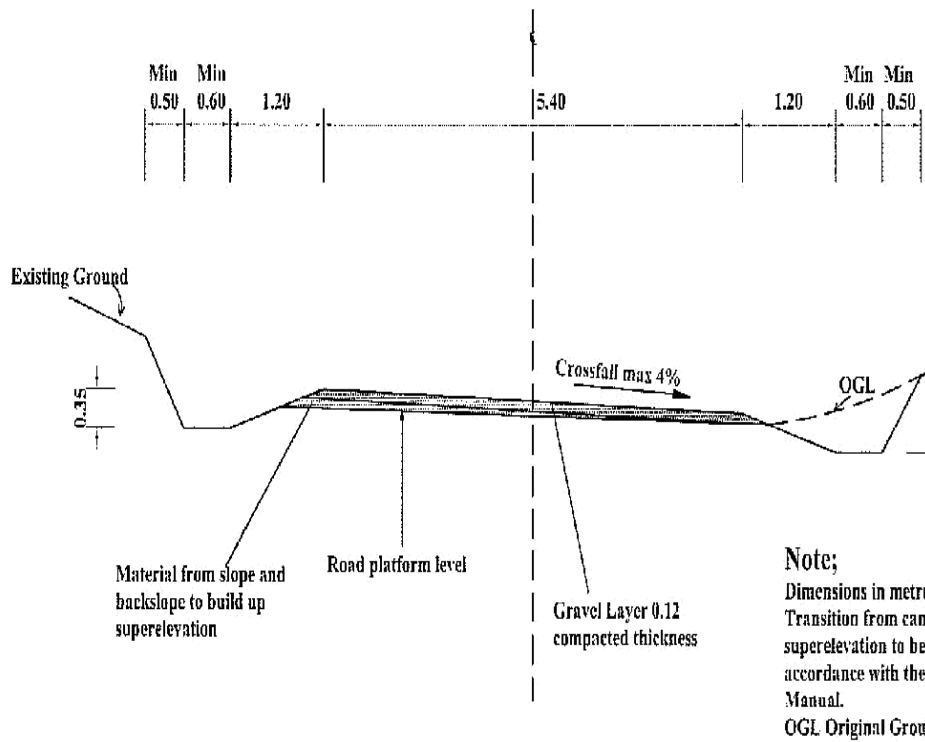 ℄
Min Min
0.50 0.60 1.20 5.40 1.20
Min Min
0.60 0.50
Existing Ground
0.35
Crossfall max 4%
OGL
Material from slope and
backslope to build up
superelevation
Road platform level
Gravel Layer 0.12
compacted thickness
Note;
Dimensions in metr
Transition from cam
superelevation to be
accordance with the
Manual.
OGL Original Groun